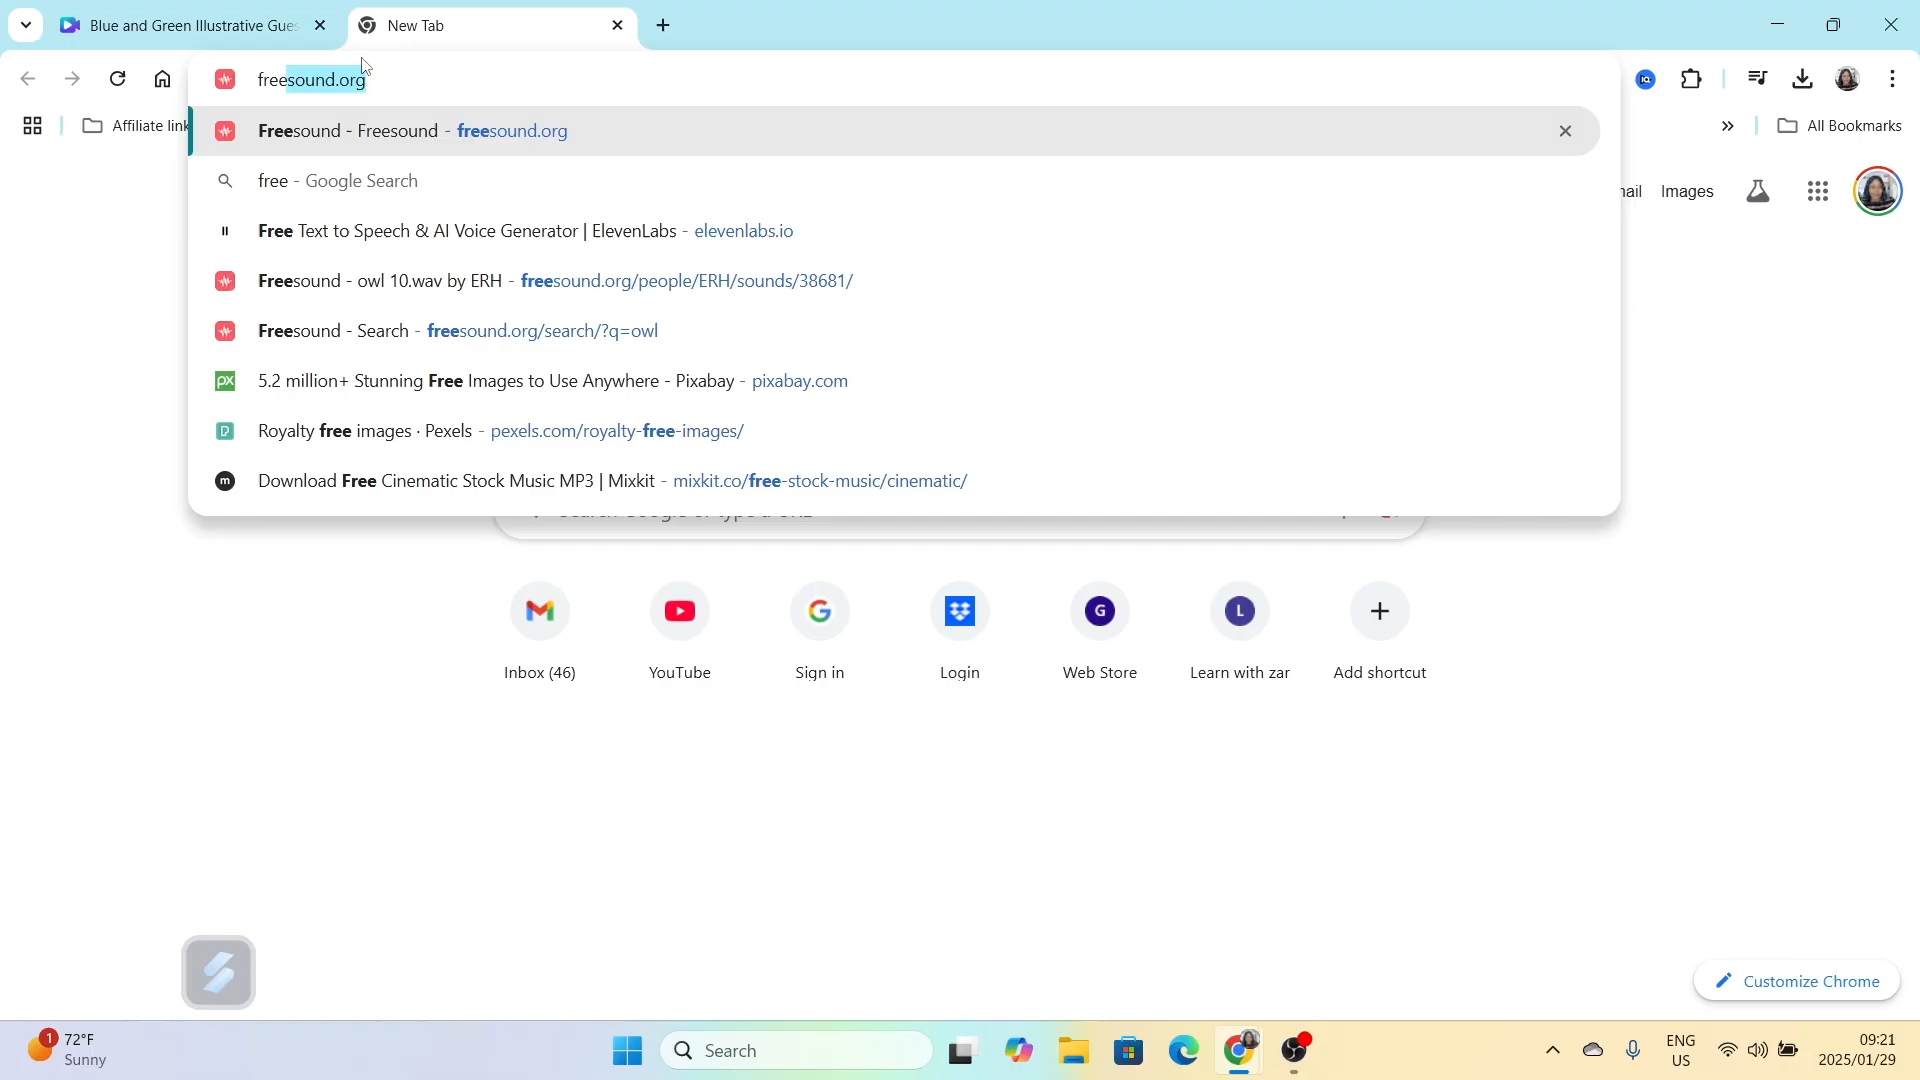 Blue and Green Illustrative Gues
New Tab
freesound.org
Affiliate link
All Bookmarks
Freesound - Freesound - freesound.org
free - Google Search
Images
Free Text to Speech & AI Voice Generator | ElevenLabs - elevenlabs.io
Freesound - owl 10.wav by ERH - freesound.org/people/ERH/sounds/38681/
Freesound - Search - freesound.org/search/?q=owl
5.2 million+ Stunning Free Images to Use Anywhere - Pixabay - pixabay.com
Royalty free images · Pexels - pexels.com/royalty-free-images/
Download Free Cinematic Stock Music MP3 | Mixkit - mixkit.co/free-stock-music/cinematic/
G
L
Inbox (46)
YouTube
Sign in
Login
Web Store
Learn with zar
Add shortcut
Customize Chrome
1
72°F
Sunny
Search
ENG
US
09:21
2025/01/29